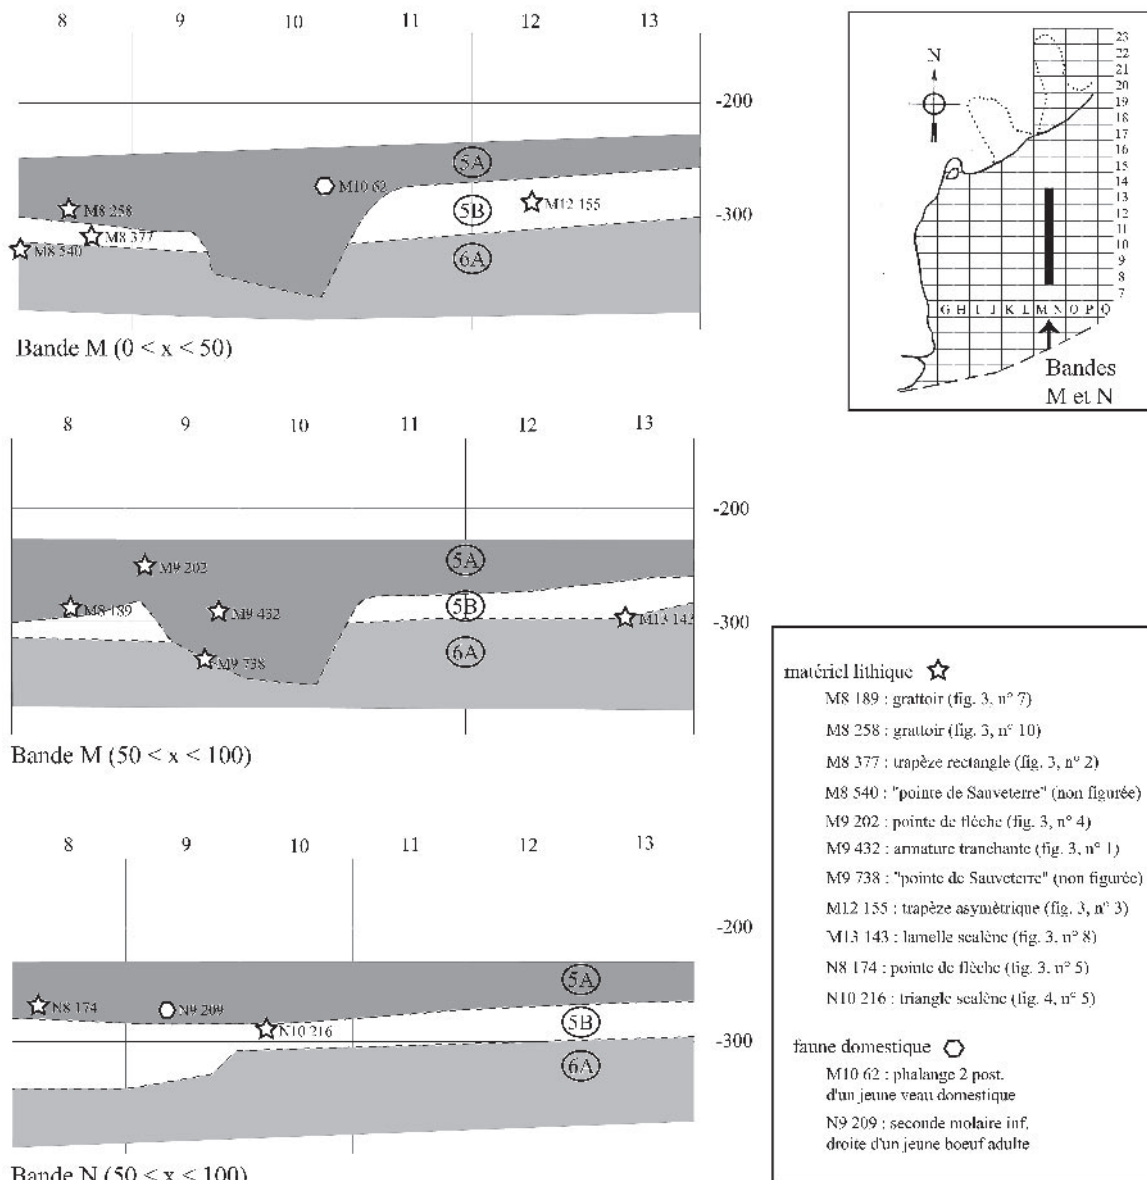 8 9 10 11 12 13
-200
5A
M10 62
M8 258
5B
M12 155
-300
M8 377
M8 540
6A
Bande M (0 < x < 50)
N
23
22
21
20
19
18
17
16
15
14
13
12
11
10
9
8
7
G H I J K L M N O P Q
Bandes
M et N
8 9 10 11 12 13
-200
5A
M9 202
M8 189
M9 432
5B
M13 143
-300
M9 738
6A
Bande M (50 < x < 100)
8 9 10 11 12 13
-200
5A
N8 174
N9 209
5B
N10 216
-300
6A
Bande N (50 < x < 100)
matériel lithique
M8 189 : grattoir (fig. 3, n° 7)
M8 258 : grattoir (fig. 3, n° 10)
M8 377 : trapèze rectangle (fig. 3, n° 2)
M8 540 : "pointe de Sauveterre" (non figurée)
M9 202 : pointe de flèche (fig. 3, n° 4)
M9 432 : armature tranchante (fig. 3, n° 1)
M9 738 : "pointe de Sauveterre" (non figurée)
M12 155 : trapèze asymétrique (fig. 3, n° 3)
M13 143 : lamelle scalène (fig. 3, n° 8)
N8 174 : pointe de flèche (fig. 3, n° 5)
N10 216 : triangle scalène (fig. 4, n° 5)
faune domestique
M10 62 : phalange 2 post.
d'un jeune veau domestique
N9 209 : seconde molaire inf.
droite d'un jeune boeuf adulte